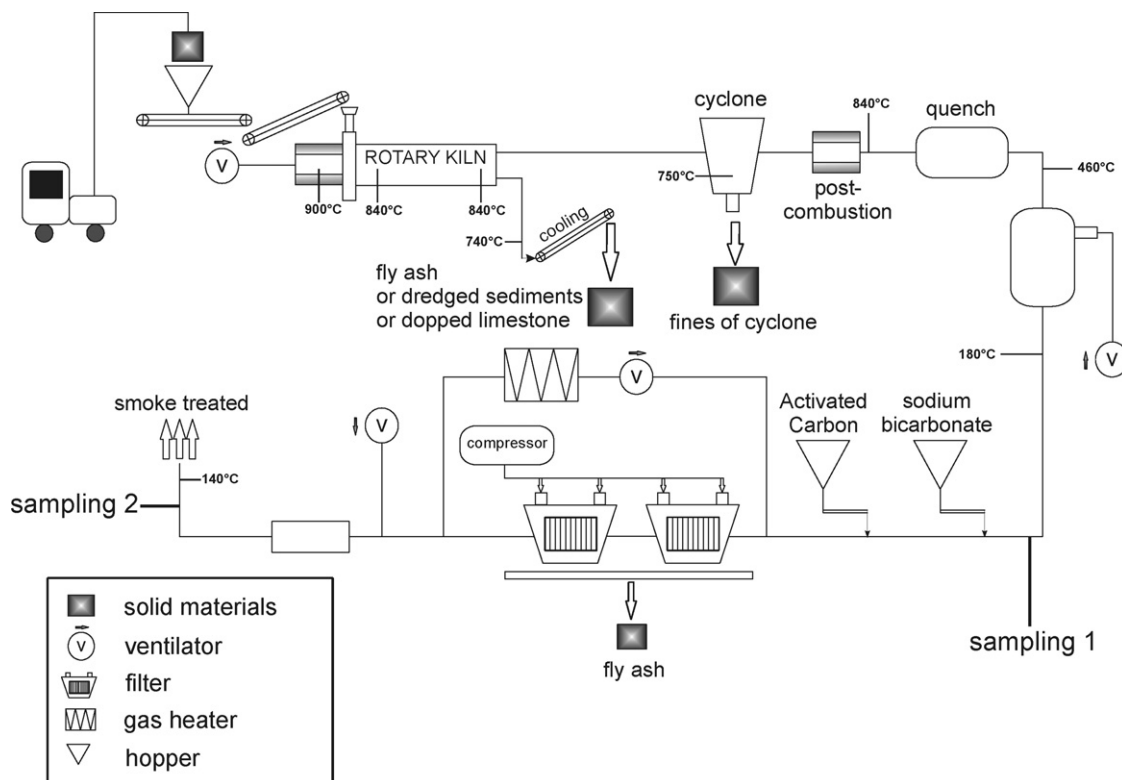 cyclone
840°C
quench
V
ROTARY KILN
750°C
460°C
900°C
840°C
840°C
post-
combustion
740°C
cooling
fly ash
or dredged sediments
or dopped limestone
fines of cyclone
180°C
V
V
smoke treated
V
Activated
Carbon
sodium
bicarbonate
compressor
140°C
sampling 2
solid materials
V
ventilator
filter
gas heater
hopper
fly ash
sampling 1